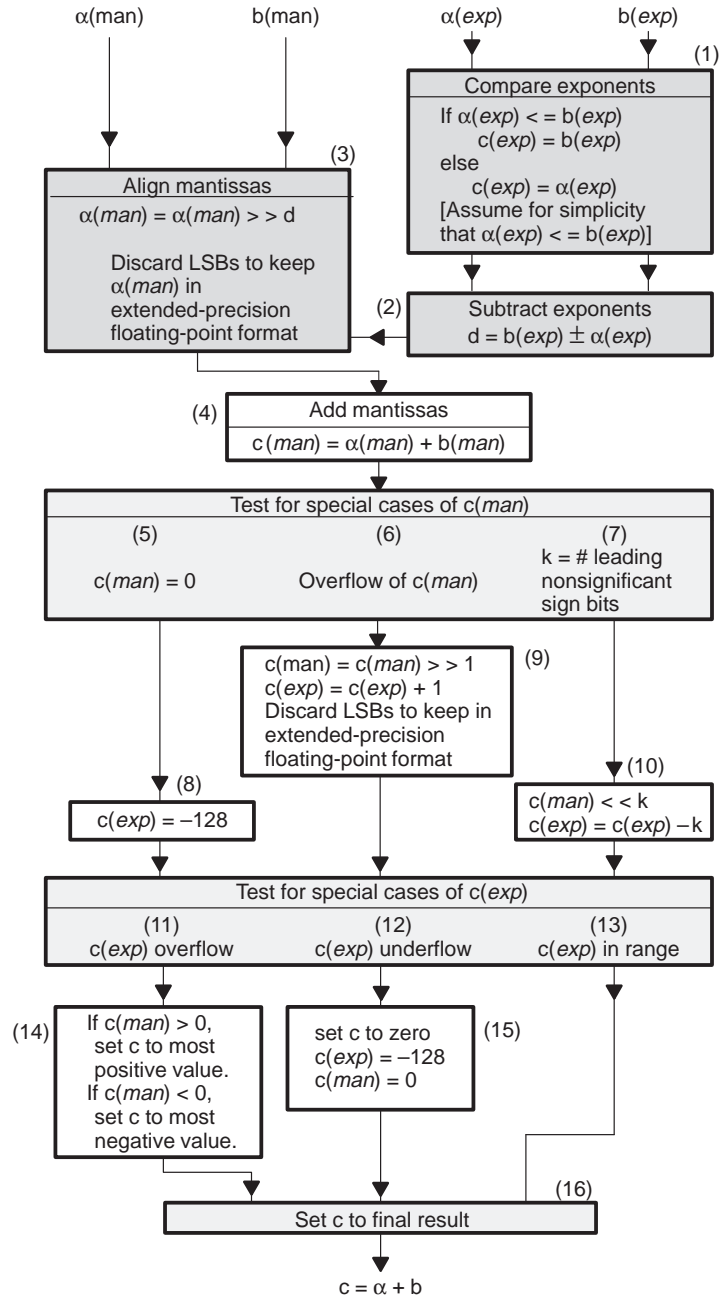 α(man)
b(man)
α(exp)
b(exp)
(1)
Compare exponents
If α(exp) < = b(exp)
c(exp) = b(exp)
else
c(exp) = α(exp)
[Assume for simplicity
that α(exp) < = b(exp)]
(3)
Align mantissas
α(man) = α(man) > > d
Discard LSBs to keep
α(man) in
extended-precision
floating-point format
(2)
Subtract exponents
d = b(exp) ± α(exp)
(4)
Add mantissas
c(man) = α(man) + b(man)
Test for special cases of c(man)
(5)
c(man) = 0
(6)
Overflow of c(man)
(7)
k = # leading
nonsignificant
sign bits
(9)
c(man) = c(man) > > 1
c(exp) = c(exp) + 1
Discard LSBs to keep in
extended-precision
floating-point format
(8)
c(exp) = –128
(10)
c(man) < < k
c(exp) = c(exp) – k
Test for special cases of c(exp)
(11)
c(exp) overflow
(12)
c(exp) underflow
(13)
c(exp) in range
(14)
If c(man) > 0,
set c to most
positive value.
If c(man) < 0,
set c to most
negative value.
(15)
set c to zero
c(exp) = –128
c(man) = 0
(16)
Set c to final result
c = α + b